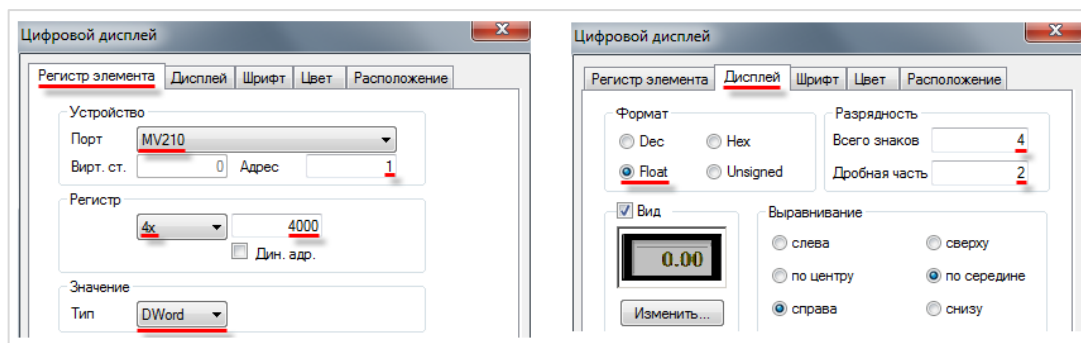 Цифровой дисплей
Регистр элемента Дисплей Шрифт Цвет Расположение
Устройство
Порт MV210
Вирт. ст. 0 Адрес 1
Регистр
4x 4000
Дин. адр.
Значение
Тип DWord
Цифровой дисплей
Регистр элемента Дисплей Шрифт Цвет Расположение
Формат
Dec Hex
Float Unsigned
Разрядность
Всего знаков 4
Дробная часть 2
Вид
0.00
Изменить...
Выравнивание
слева сверху
по центру по середине
справа снизу